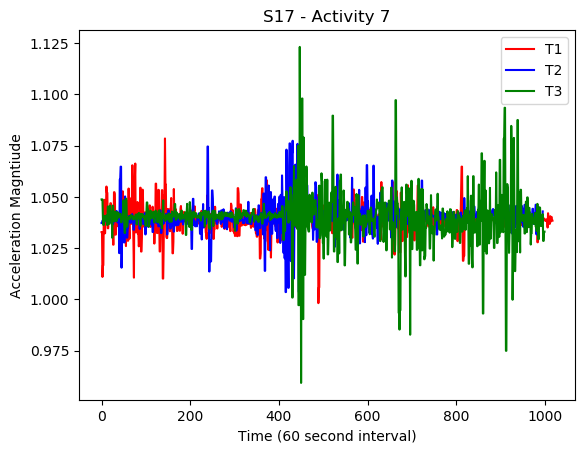 S17 - Activity 7
T1
T2
T3
Acceleration Magntiude
1.125
1.100
1.075
1.050
1.025
1.000
0.975
0
200
400
600
800
1000
Time (60 second interval)